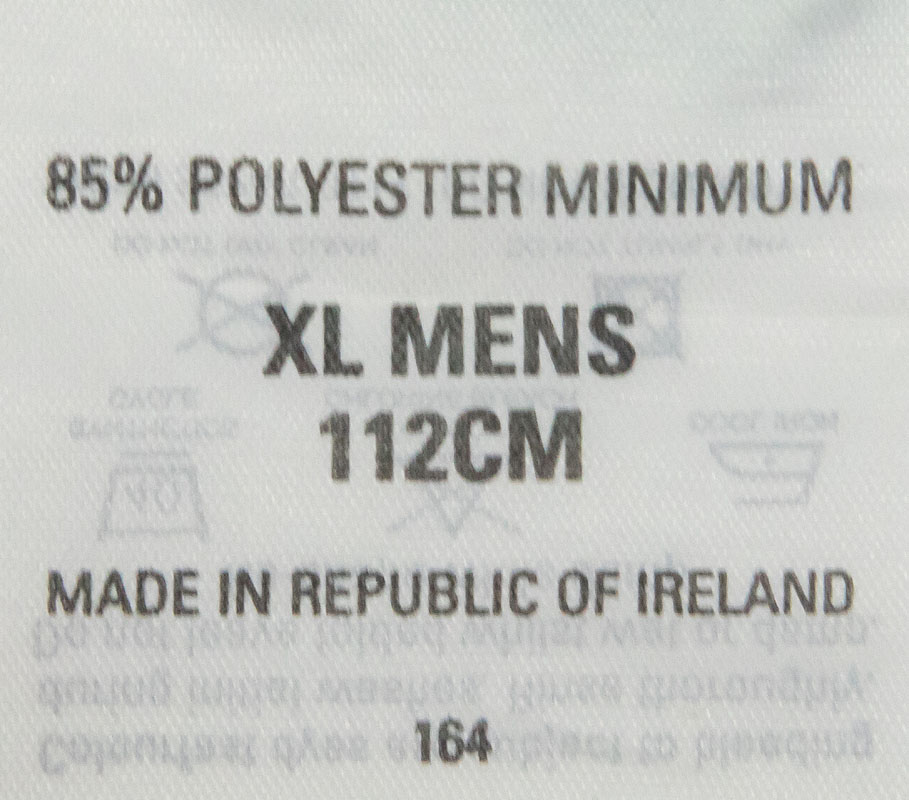 85% POLYESTER MINIMUM
XL MENS
112CM
MADE IN REPUBLIC OF IRELAND
164